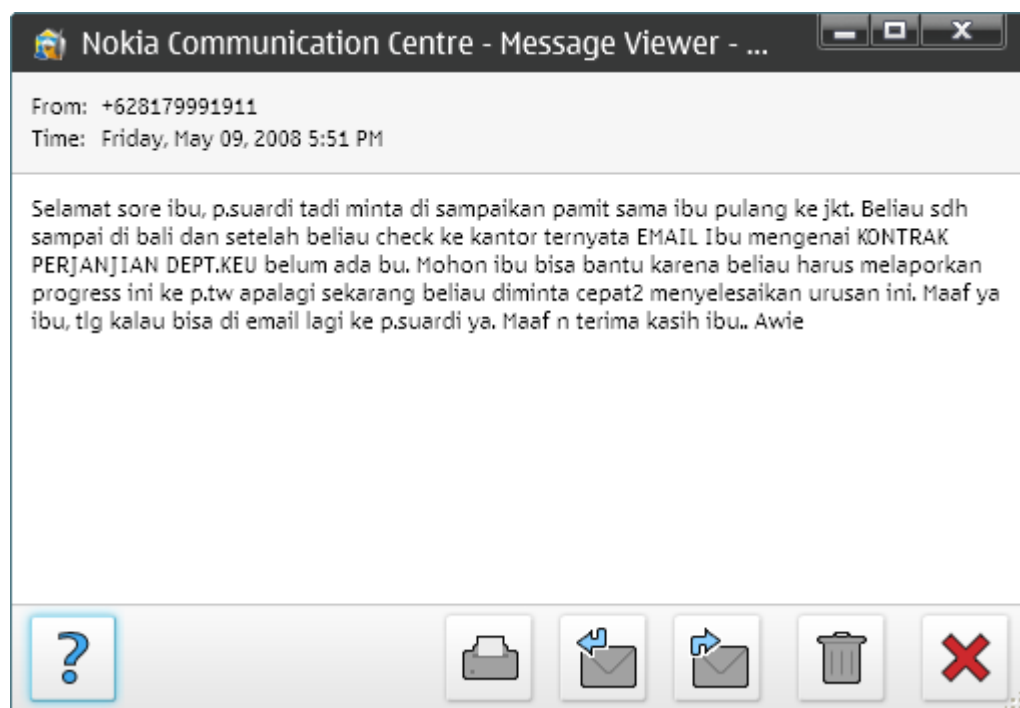 Nokia Communication Centre - Message Viewer - ...
From: +628179991911
Time: Friday, May 09, 2008 5:51 PM
Selamat sore ibu, p.suardi tadi minta di sampaikan pamit sama ibu pulang ke jkt. Beliau sdh
sampai di bali dan setelah beliau check ke kantor ternyata EMAIL Ibu mengenai KONTRAK
PERJANJIAN DEPT.KEU belum ada bu. Mohon ibu bisa bantu karena beliau harus melaporkan
progress ini ke p.tw apalagi sekarang beliau diminta cepat2 menyelesaikan urusan ini. Maaf ya
ibu, tlg kalau bisa di email lagi ke p.suardi ya. Maaf n terima kasih ibu.. Awie